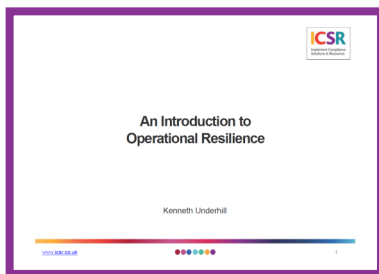 ICSR
Implement Compliance
Solutions & Resources
An Introduction to
Operational Resilience
Kenneth Underhill
www.icsr.co.uk
1